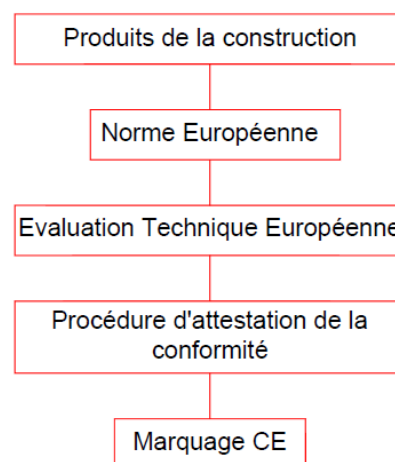 Produits de la construction
Norme Européenne
Evaluation Technique Européenne
Procédure d'attestation de la
conformité
Marquage CE